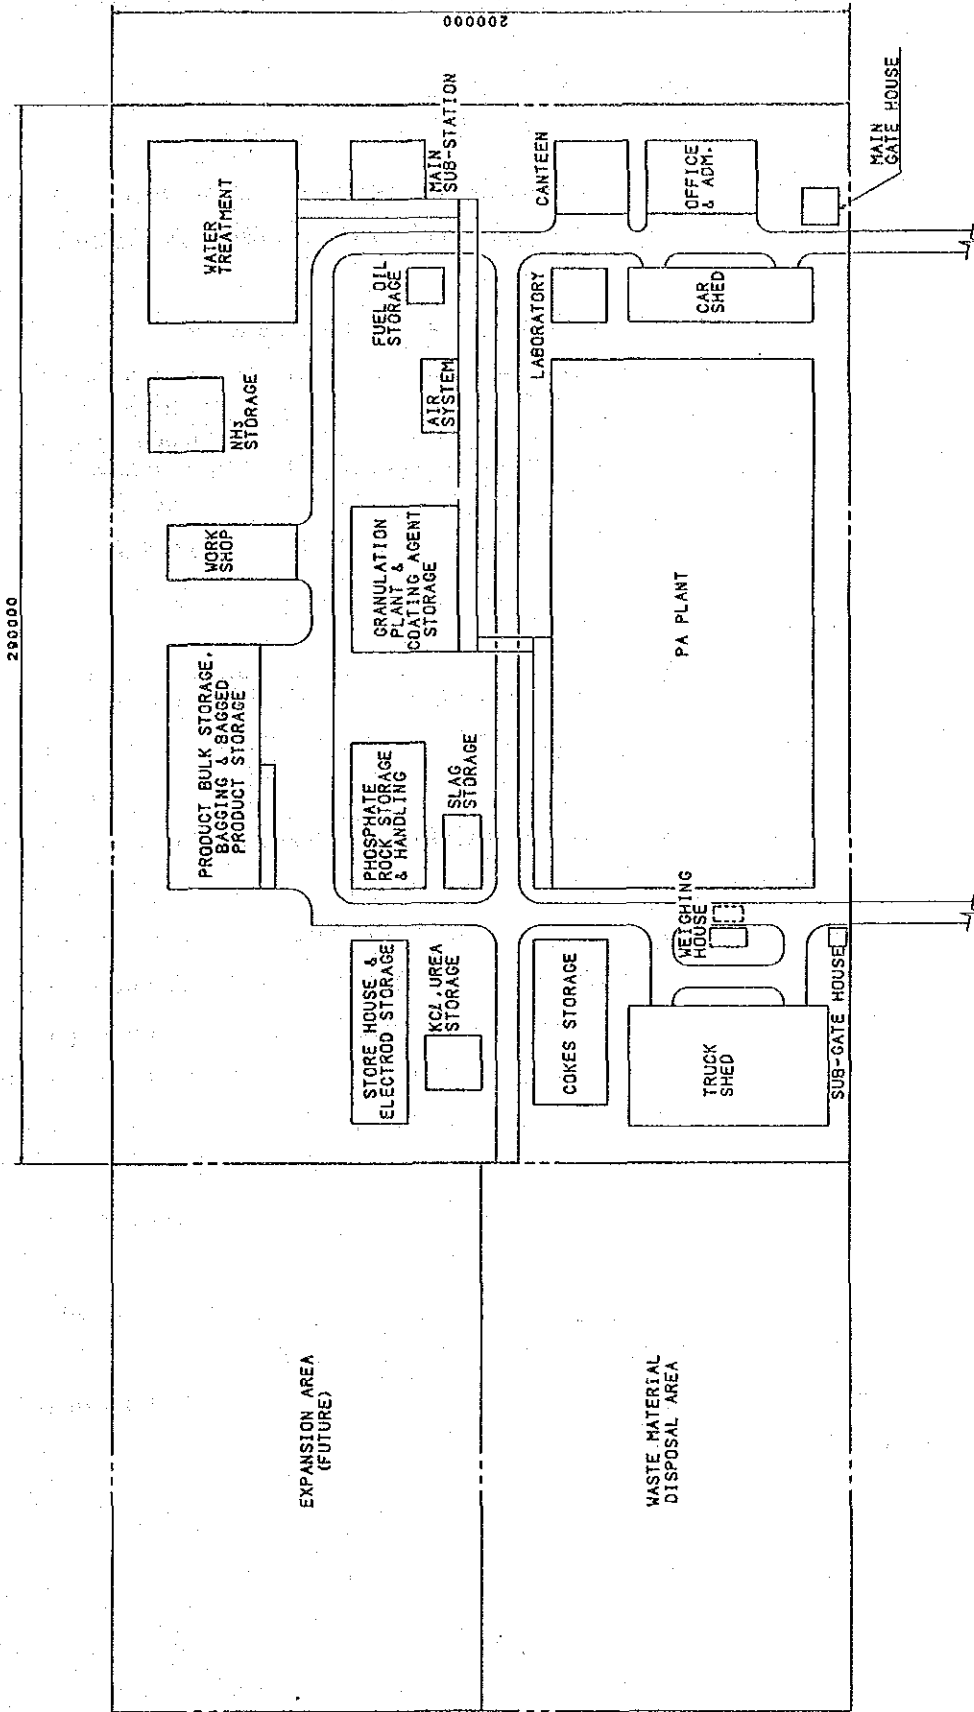 290000
200000
WATER
TREATMENT
MAIN
SUB-STATION
CANTEEN
OFFICE
& ADM.
MAIN
GATE HOUSE
NH3
STORAGE
FUEL OIL
STORAGE
AIR
SYSTEM
LABORATORY
CAR
SHED
WORK
SHOP
GRANULATION
PLANT &
COATING AGENT
STORAGE
PA PLANT
PRODUCT BULK STORAGE,
BAGGING & BAGGED
PRODUCT STORAGE
PHOSPHATE
ROCK STORAGE
& HANDLING
SLAG
STORAGE
WEIGHING
HOUSE
STORE HOUSE &
ELECTROD STORAGE
KCl,UREA
STORAGE
COKES STORAGE
TRUCK
SHED
SUB-GATE HOUSE
EXPANSION AREA
(FUTURE)
WASTE MATERIAL
DISPOSAL AREA